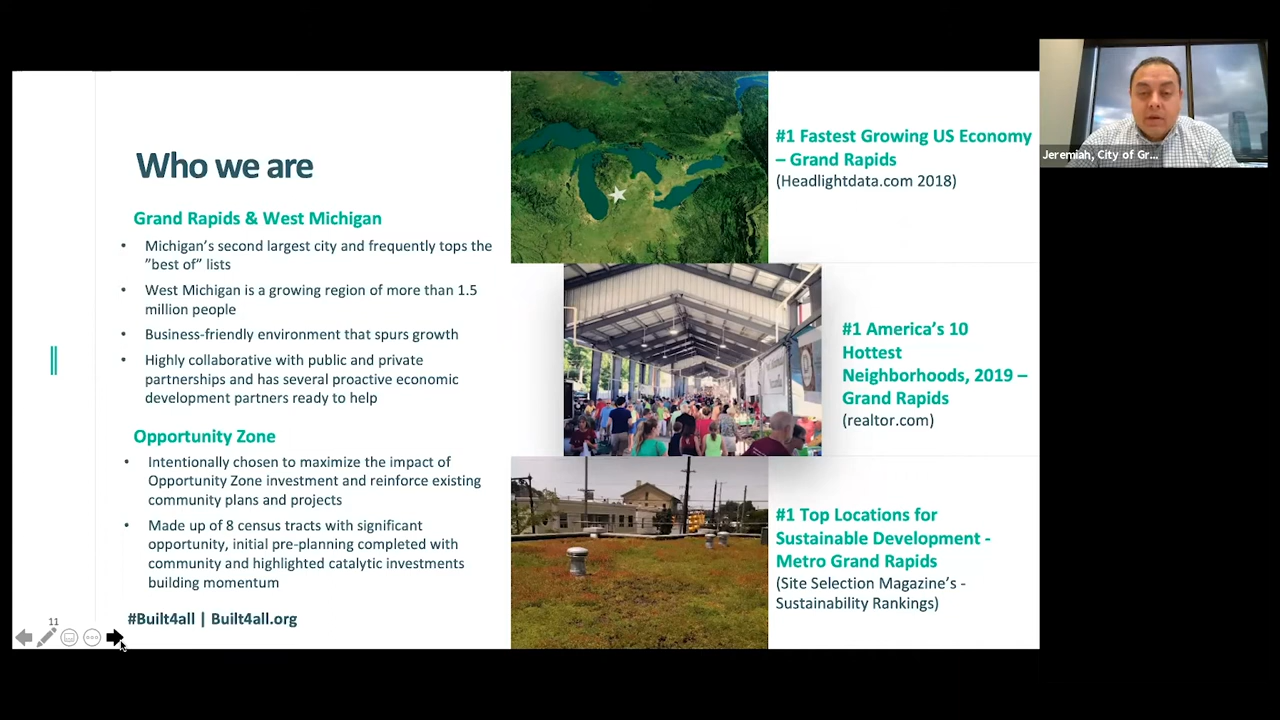 Who we are
Grand Rapids & West Michigan
• Michigan's second largest city and frequently tops the
"best of" lists
• West Michigan is a growing region of more than 1.5
million people
• Business-friendly environment that spurs growth
• Highly collaborative with public and private
partnerships and has several proactive economic
development partners ready to help
Opportunity Zone
• Intentionally chosen to maximize the impact of
Opportunity Zone investment and reinforce existing
community plans and projects
• Made up of 8 census tracts with significant
opportunity, initial pre-planning completed with
community and highlighted catalytic investments
building momentum
#Built4all | Built4all.org
11
#1 Fastest Growing US Economy
– Grand Rapids
(Headlightdata.com 2018)
#1 America's 10
Hottest
Neighborhoods, 2019 –
Grand Rapids
(realtor.com)
#1 Top Locations for
Sustainable Development -
Metro Grand Rapids
(Site Selection Magazine's -
Sustainability Rankings)
Jeremiah, City of Gr...